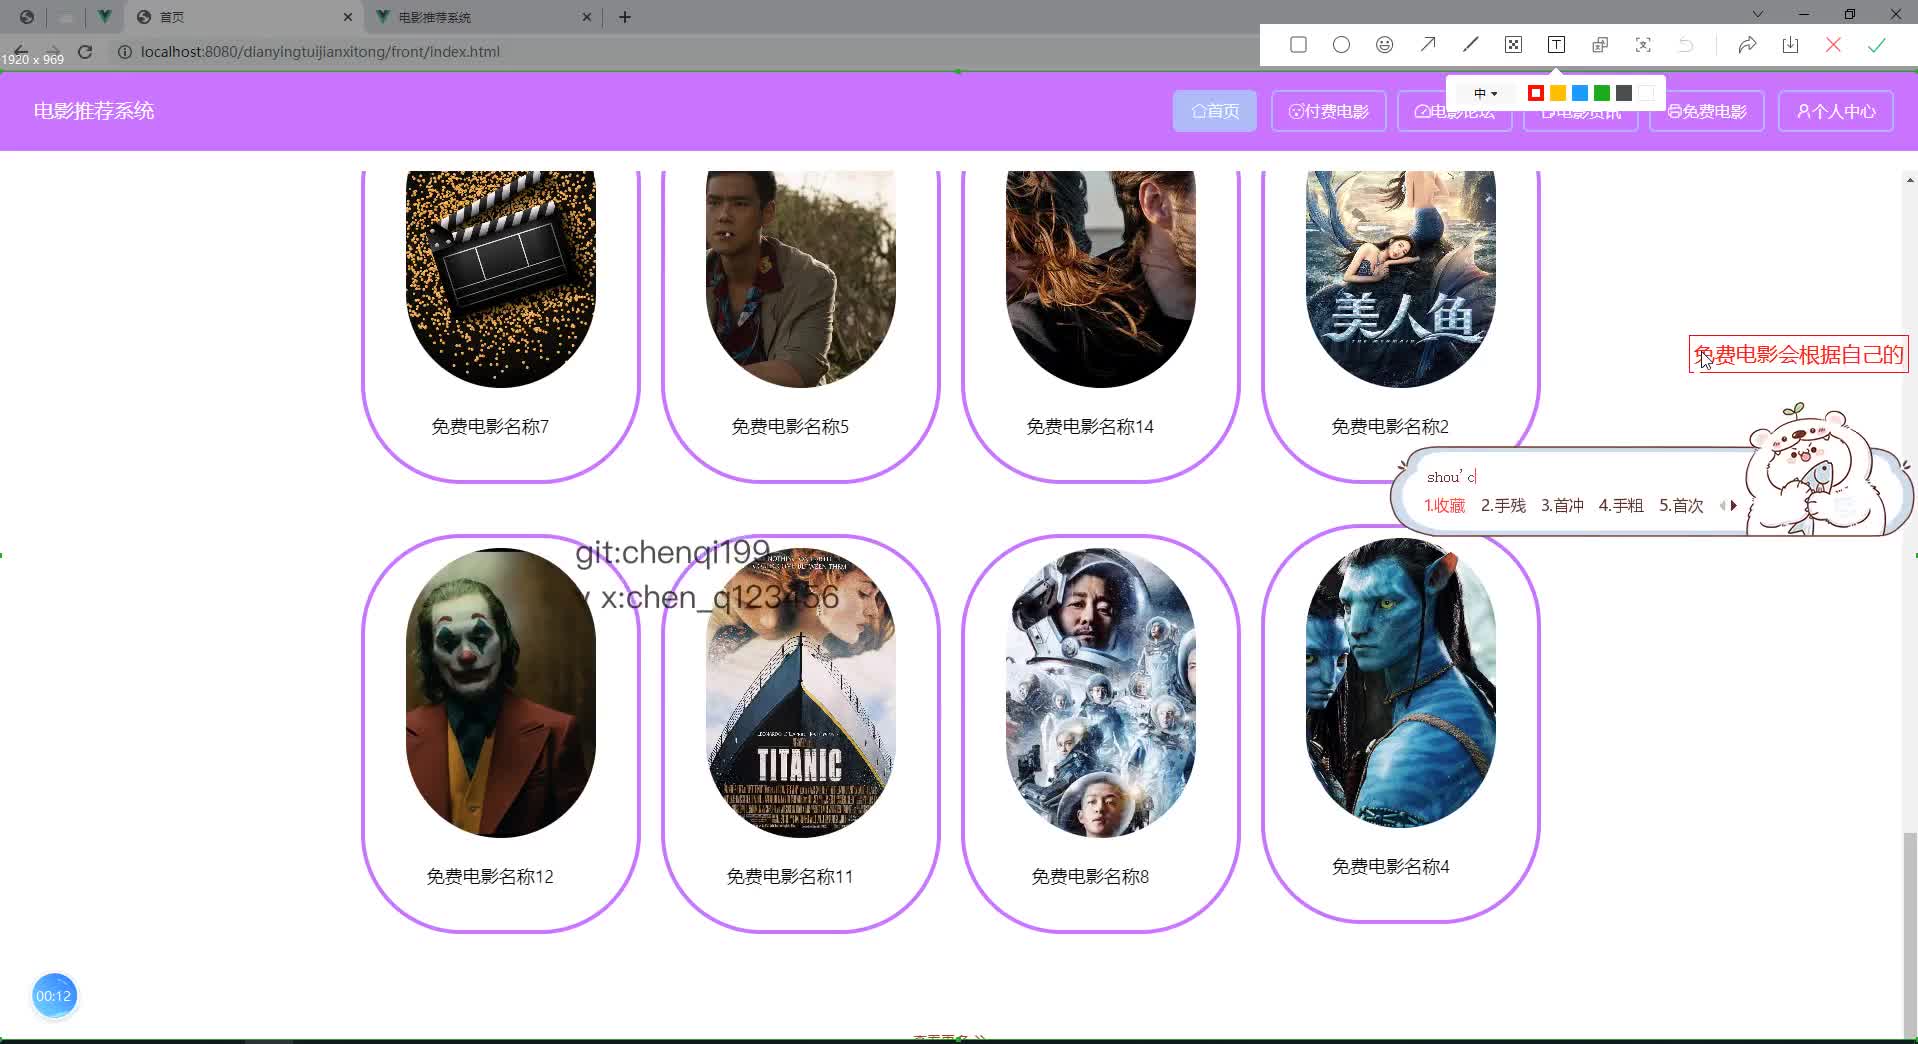 首页
电影推荐系统
localhost:8080/dianyingtuijianxitong/front/index.html
1920 x 969
中
电影推荐系统
首页
付费电影
电影论坛
电影资讯
免费电影
个人中心
美人鱼
THE MERMAID
免费电影会根据自己的
免费电影名称7
免费电影名称5
免费电影名称14
免费电影名称2
shou'c
1.收藏 2.手残 3.首冲 4.手粗 5.首次
git:chenqi199
x:chen_q123456
TITANIC
免费电影名称12
免费电影名称11
免费电影名称8
免费电影名称4
00:12